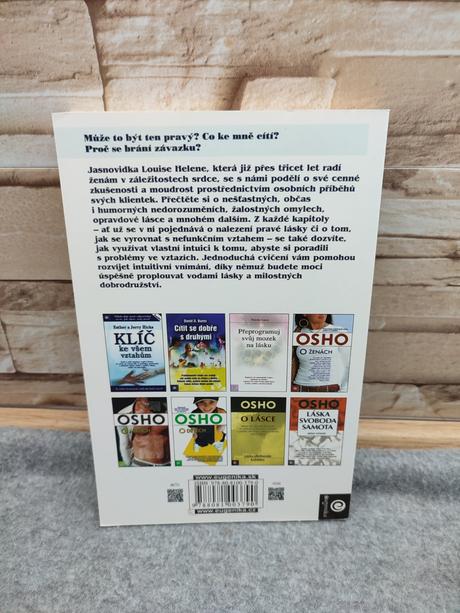 Může to být ten pravý? Co ke mně cítí?
Proč se brání závazku?
Jasnovidka Louise Helene, která již přes třicet let radí
ženám v záležitostech srdce, se s námi podělí o své cenné
zkušenosti a moudrost prostřednictvím osobních příběhů
svých klientek. Přečtěte si o nešťastných, občas
i humorných nedorozuměních, žalostných omylech,
opravdové lásce a mnohém dalším. Z každé kapitoly
– ať už se v ní pojednává o nalezení pravé lásky či o tom,
jak se vyrovnat s nefunkčním vztahem – se také dozvíte,
jak využívat vlastní intuici k tomu, abyste si poradili
s problémy ve vztazích. Jednoduchá cvičení vám pomohou
rozvíjet intuitivní vnímání, díky němuž budete moci
úspěšně proplouvat vodami lásky a milostných
dobrodružství.
Esther a Jerry Hicks
KLÍČ
ke všem
vztahům
David D. Burns
Cítit se dobře
s druhými
Přeprogramuj
svůj mozek
na lásku
OSHO
O ŽENÁCH
OSHO
OSHO
O DĚTECH
OSHO
O LÁSCE
OSHO
LÁSKA
SVOBODA
SAMOTA
www.eugenika.sk
www.eugenika.cz